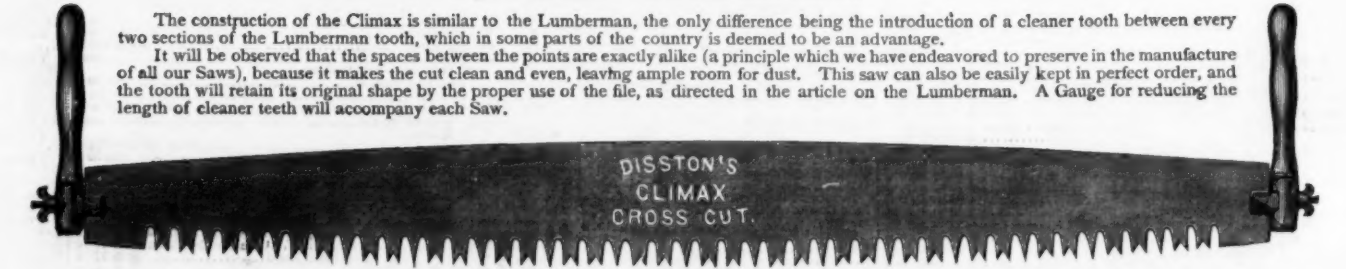 The construction of the Climax is similar to the Lumberman, the only difference being the introduction of a cleaner tooth between every
two sections of the Lumberman tooth, which in some parts of the country is deemed to be an advantage.
It will be observed that the spaces between the points are exactly alike (a principle which we have endeavored to preserve in the manufacture
of all our Saws), because it makes the cut clean and even, leaving ample room for dust. This saw can also be easily kept in perfect order, and
the tooth will retain its original shape by the proper use of the file, as directed in the article on the Lumberman. A Gauge for reducing the
length of cleaner teeth will accompany each Saw.
DISSTON'S
CLIMAX
CROSS CUT.